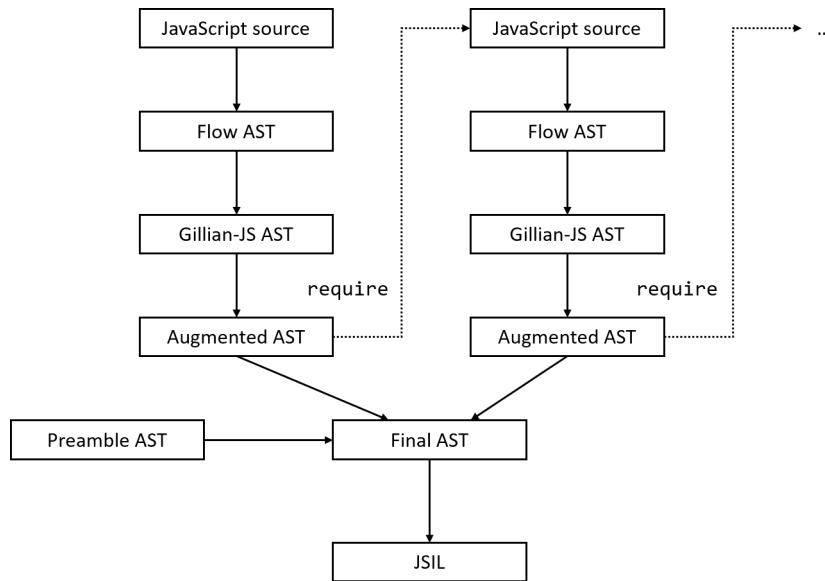 JavaScript source
JavaScript source
...
Flow AST
Flow AST
Gillian-JS AST
Gillian-JS AST
require
require
Augmented AST
Augmented AST
Preamble AST
Final AST
JSIL